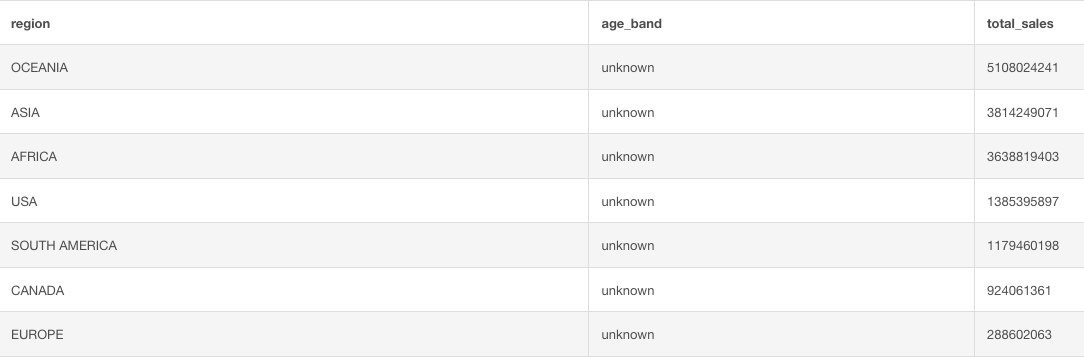 region age_band total_sales
OCEANIA unknown 5108024241
ASIA unknown 3814249071
AFRICA unknown 3638819403
USA unknown 1385395897
SOUTH AMERICA unknown 1179460198
CANADA unknown 924061361
EUROPE unknown 288602063